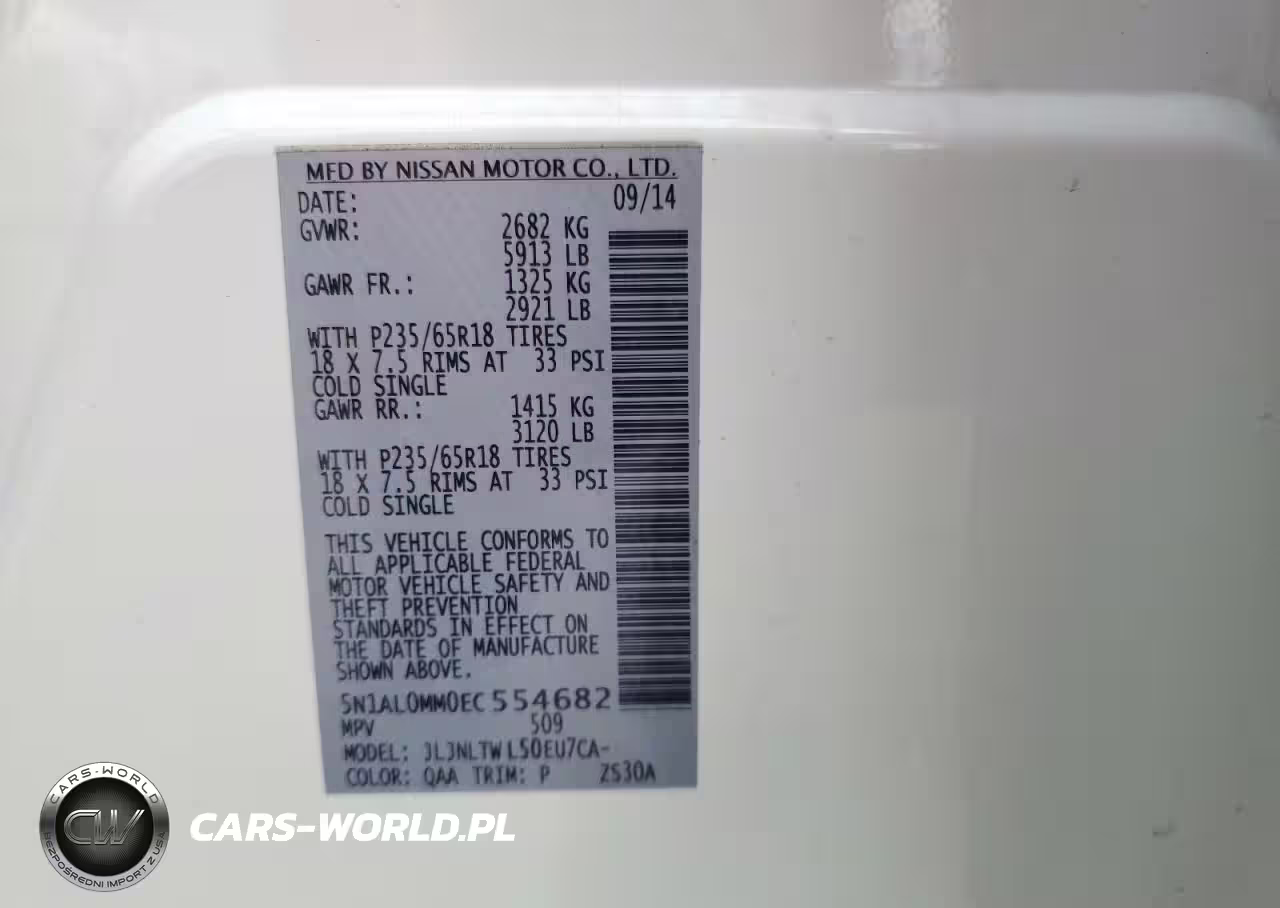 MFD BY NISSAN MOTOR CO., LTD.
DATE: 09/14
GVWR: 2682 KG
5913 LB
GAWR FR.: 1325 KG
2921 LB
WITH P235/65R18 TIRES
18 X 7.5 RIMS AT 33 PSI
COLD SINGLE
GAWR RR.: 1415 KG
3120 LB
WITH P235/65R18 TIRES
18 X 7.5 RIMS AT 33 PSI
COLD SINGLE
THIS VEHICLE CONFORMS TO
ALL APPLICABLE FEDERAL
MOTOR VEHICLE SAFETY AND
THEFT PREVENTION
STANDARDS IN EFFECT ON
THE DATE OF MANUFACTURE
SHOWN ABOVE.
5N1AL0MM0EC554682
MPV 509
MODEL: JLJNLTWL50EU7CA-
COLOR: QAA TRIM: P ZS30A
CARS-WORLD
CW
BEZPOŚREDNI IMPORT Z USA
CARS-WORLD.PL